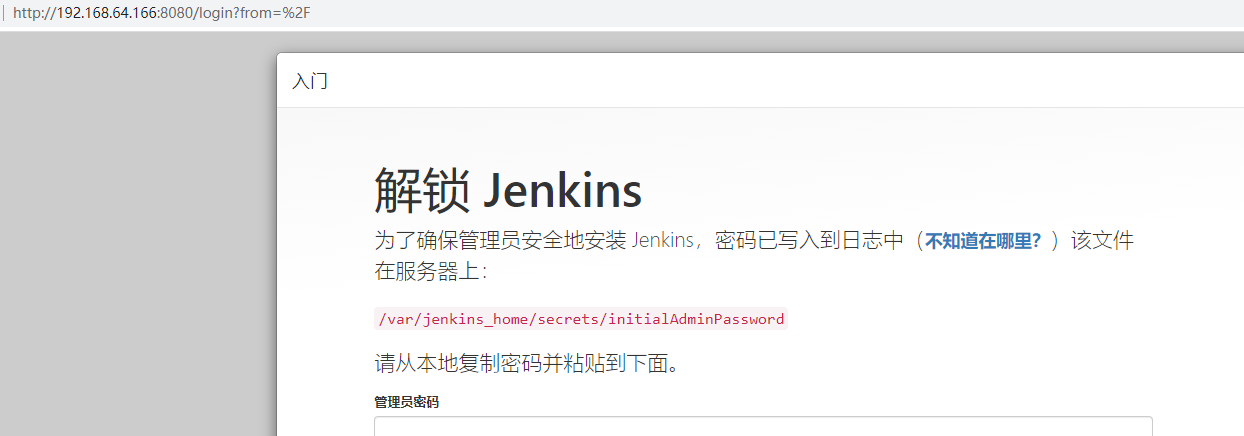 http://192.168.64.166:8080/login?from=%2F
入门
解锁 Jenkins
为了确保管理员安全地安装 Jenkins，密码已写入到日志中（不知道在哪里？）该文件
在服务器上：
/var/jenkins_home/secrets/initialAdminPassword
请从本地复制密码并粘贴到下面。
管理员密码